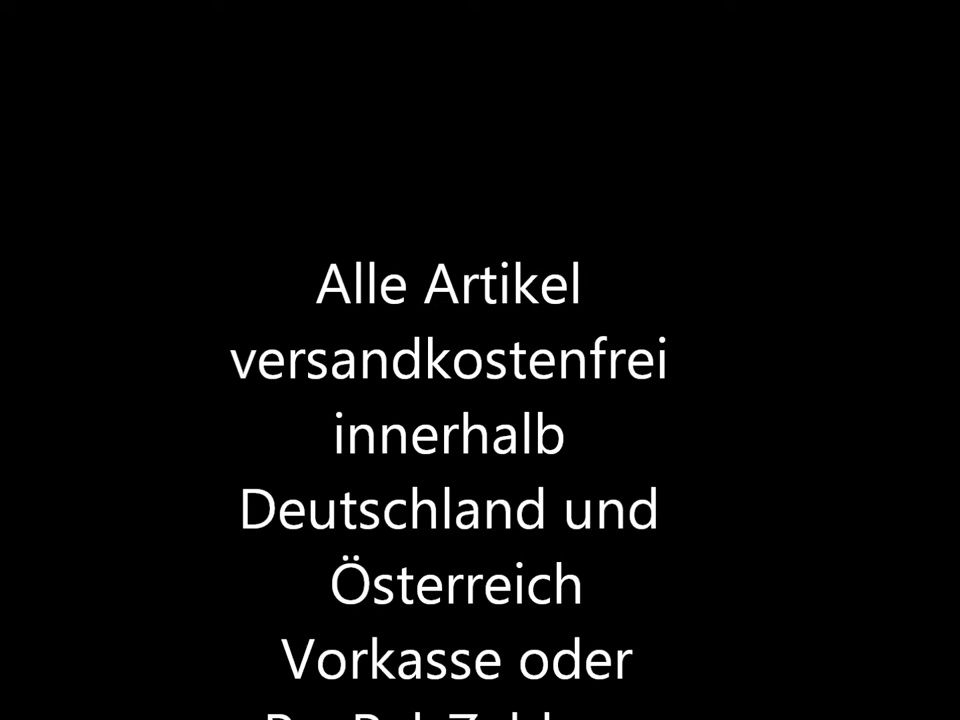 Alle Artikel
versandkostenfrei
innerhalb
Deutschland und
Österreich
Vorkasse oder